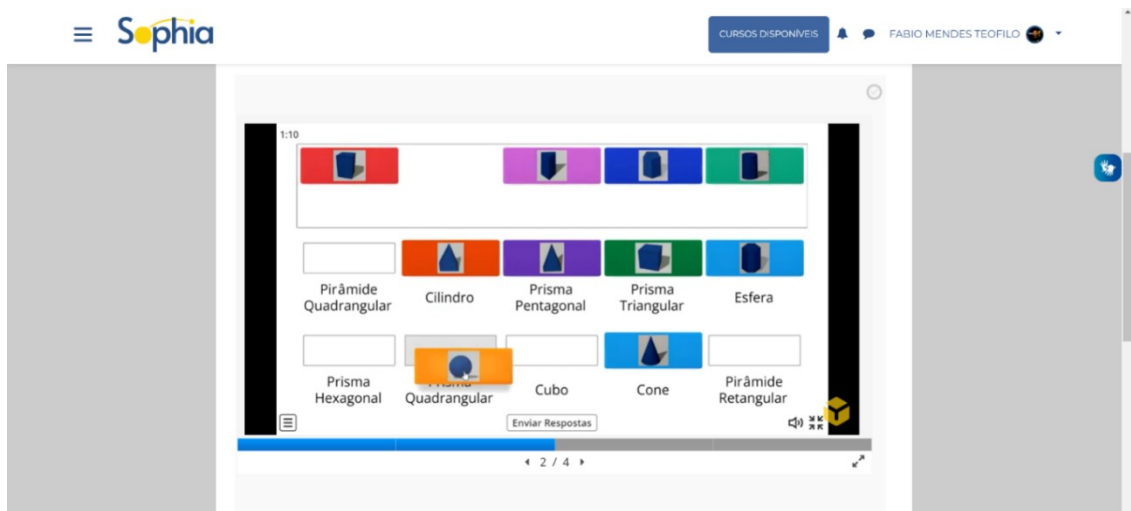 Sophia
CURSOS DISPONÍVEIS
FABIO MENDES TEOFILO
1:10
Pirâmide
Quadrangular
Cilindro
Prisma
Pentagonal
Prisma
Triangular
Esfera
Prisma
Hexagonal
Prisma
Quadrangular
Cubo
Cone
Pirâmide
Retangular
Enviar Respostas
2 / 4